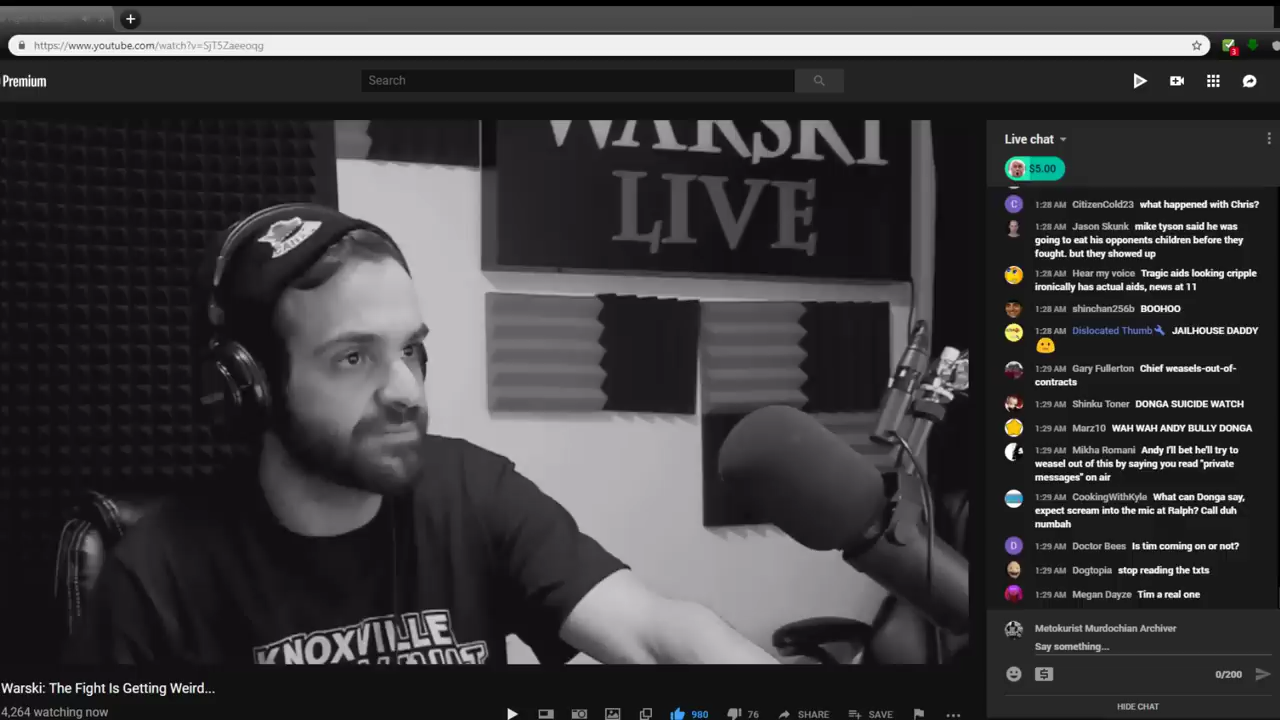 https://www.youtube.com/watch?v=SjT5Zaeeoqg
3
Premium
Search
WARSKI
LIVE
KNOXVILLE
Live chat
$5.00
C 1:28 AM CitizenCold23 what happened with Chris?
1:28 AM Jason Skunk mike tyson said he was
going to eat his opponents children before they
fought. but they showed up
1:28 AM Hear my voice Tragic aids looking cripple
ironically has actual aids, news at 11
1:28 AM shinchan256b BOOHOO
1:28 AM Dislocated Thumb JAILHOUSE DADDY
1:29 AM Gary Fullerton Chief weasels-out-of-
contracts
1:29 AM Shinku Toner DONGA SUICIDE WATCH
1:29 AM Marz10 WAH WAH ANDY BULLY DONGA
1:29 AM Mikha Romani Andy I'll bet he'll try to
weasel out of this by saying you read "private
messages" on air
1:29 AM CookingWithKyle What can Donga say,
expect scream into the mic at Ralph? Call duh
numbah
D 1:29 AM Doctor Bees Is tim coming on or not?
1:29 AM Dogtopia stop reading the txts
1:29 AM Megan Dayze Tim a real one
Metokurist Murdochian Archiver
Say something...
0/200
HIDE CHAT
Warski: The Fight Is Getting Weird...
4,264 watching now
980 76 SHARE SAVE